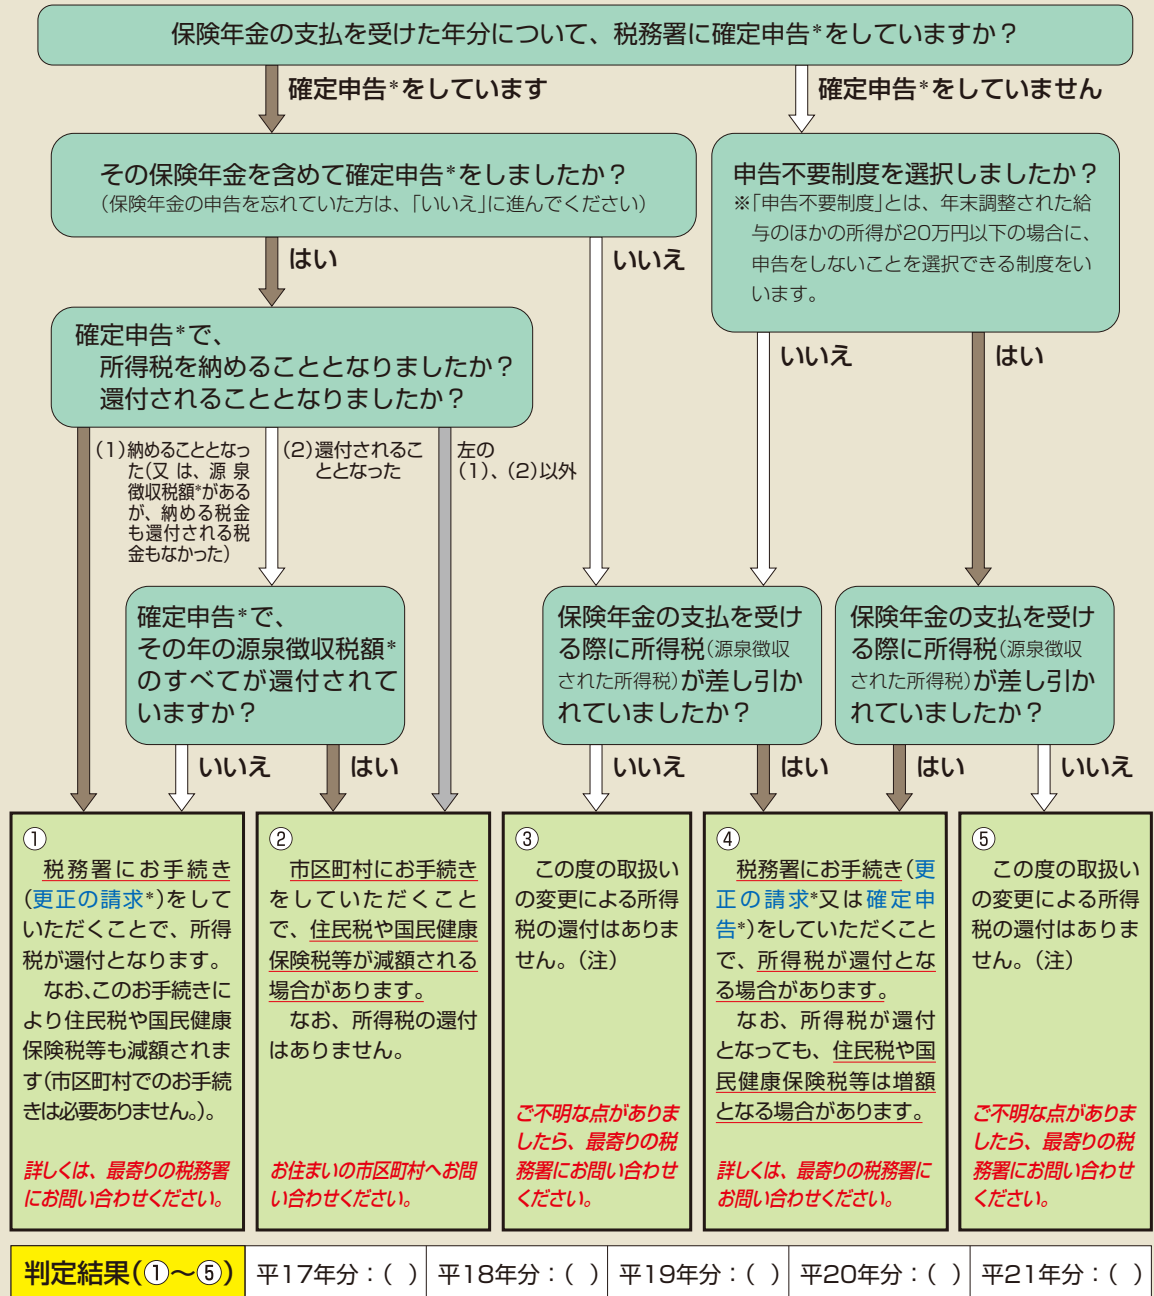 保険年金の支払を受けた年分について、税務署に確定申告*をしていますか？
確定申告*をしています
確定申告*をしていません
その保険年金を含めて確定申告*をしましたか？
（保険年金の申告を忘れていた方は、「いいえ」に進んでください）
申告不要制度を選択しましたか？
※「申告不要制度」とは、年末調整された給
与のほかの所得が20万円以下の場合に、
申告をしないことを選択できる制度をい
います。
はい
いいえ
確定申告*で、
所得税を納めることとなりましたか？
還付されることとなりましたか？
いいえ
はい
（1）納めることとなっ
た（又は、源泉
徴収税額*がある
が、納める税金
も還付される税
金もなかった）
（2）還付されるこ
ととなった
左の
（1）、（2）以外
確定申告*で、
その年の源泉徴収税額*
のすべてが還付されて
いますか？
保険年金の支払を受け
る際に所得税（源泉徴収
された所得税）が差し引か
れていましたか？
保険年金の支払を受け
る際に所得税（源泉徴収
された所得税）が差し引か
れていましたか？
いいえ
はい
いいえ
はい
はい
いいえ
①
税務署にお手続き
（更正の請求*）をして
いただくことで、所得
税が還付となります。
なお、このお手続きに
より住民税や国民健康
保険税等も減額されま
す（市区町村でのお手続
きは必要ありません。）。
詳しくは、最寄りの税務署
にお問い合わせください。
②
市区町村にお手続き
をしていただくこと
で、住民税や国民健康
保険税等が減額される
場合があります。
なお、所得税の還付
はありません。
お住まいの市区町村へお問
い合わせください。
③
この度の取扱い
の変更による所得
税の還付はありま
せん。（注）
ご不明な点がありま
したら、最寄りの税
務署にお問い合わせ
ください。
④
税務署にお手続き（更
正の請求*又は確定申
告*）をしていただくこと
で、所得税が還付とな
る場合があります。
なお、所得税が還付
となっても、住民税や国
民健康保険税等は増額
となる場合があります。
詳しくは、最寄りの税務署に
お問い合わせください。
⑤
この度の取扱い
の変更による所得
税の還付はありま
せん。（注）
ご不明な点がありま
したら、最寄りの税
務署にお問い合わせ
ください。
判定結果（①～⑤） 平17年分：（ ） 平18年分：（ ） 平19年分：（ ） 平20年分：（ ） 平21年分：（ ）